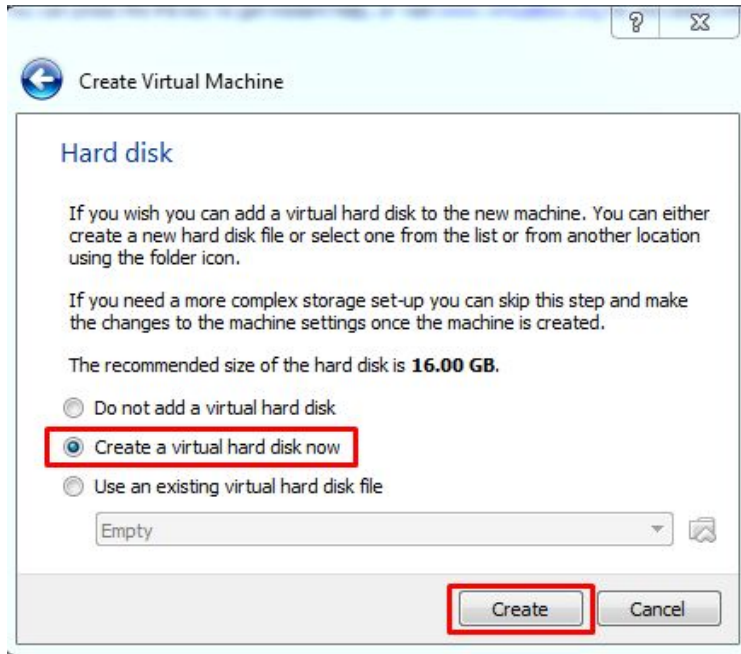 Create Virtual Machine
Hard disk
If you wish you can add a virtual hard disk to the new machine. You can either
create a new hard disk file or select one from the list or from another location
using the folder icon.
If you need a more complex storage set-up you can skip this step and make
the changes to the machine settings once the machine is created.
The recommended size of the hard disk is 16.00 GB.
Do not add a virtual hard disk
Create a virtual hard disk now
Use an existing virtual hard disk file
Empty
Create Cancel